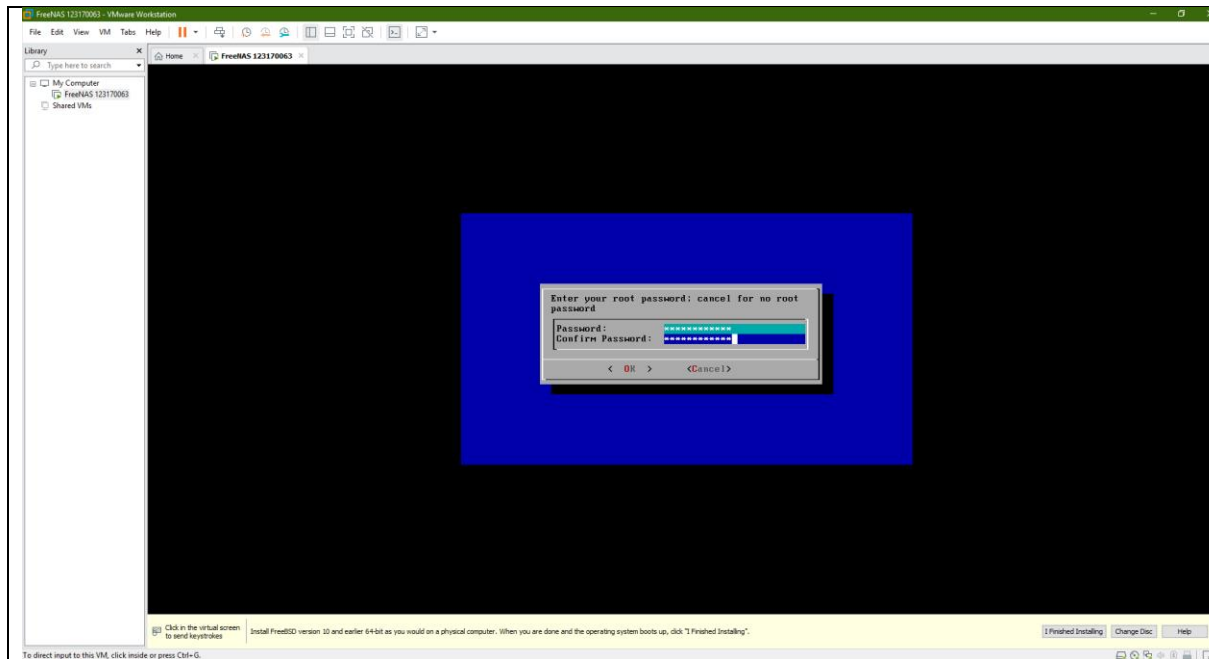 FreeNAS 123170063 - VMware Workstation
File Edit View VM Tabs Help
Library
Type here to search
My Computer
FreeNAS 123170063
Shared VMs
Home
FreeNAS 123170063
Enter your root password; cancel for no root
password
Password: ************
Confirm Password: ************
< OK > <Cancel>
Click in the virtual screen
to send keystrokes
Install FreeBSD version 10 and earlier 64-bit as you would on a physical computer. When you are done and the operating system boots up, click "I Finished Installing".
I Finished Installing
Change Disc
Help
To direct input to this VM, click inside or press Ctrl+G.